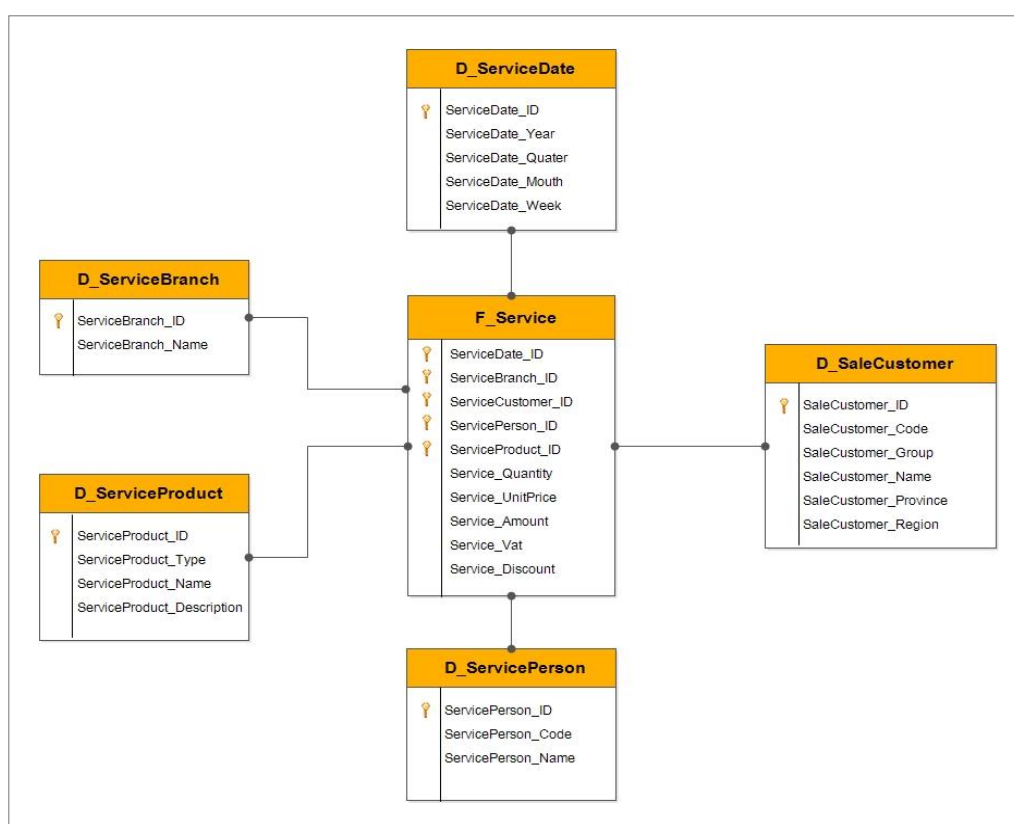 D_ServiceDate
ServiceDate_ID
ServiceDate_Year
ServiceDate_Quater
ServiceDate_Mouth
ServiceDate_Week
D_ServiceBranch
ServiceBranch_ID
ServiceBranch_Name
F_Service
ServiceDate_ID
ServiceBranch_ID
ServiceCustomer_ID
ServicePerson_ID
ServiceProduct_ID
Service_Quantity
Service_UnitPrice
Service_Amount
Service_Vat
Service_Discount
D_SaleCustomer
SaleCustomer_ID
SaleCustomer_Code
SaleCustomer_Group
SaleCustomer_Name
SaleCustomer_Province
SaleCustomer_Region
D_ServiceProduct
ServiceProduct_ID
ServiceProduct_Type
ServiceProduct_Name
ServiceProduct_Description
D_ServicePerson
ServicePerson_ID
ServicePerson_Code
ServicePerson_Name